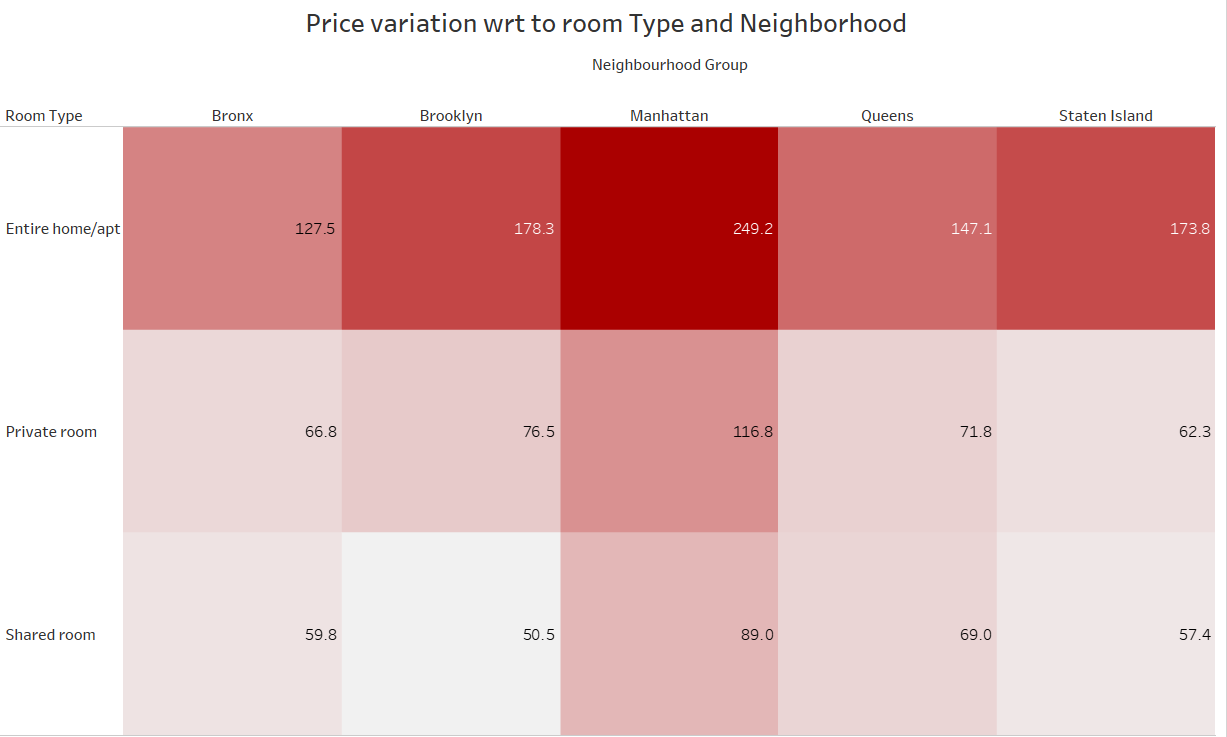 Price variation wrt to room Type and Neighborhood
Neighbourhood Group
Room Type Bronx Brooklyn Manhattan Queens Staten Island
Entire home/apt 127.5 178.3 249.2 147.1 173.8
Private room 66.8 76.5 116.8 71.8 62.3
Shared room 59.8 50.5 89.0 69.0 57.4